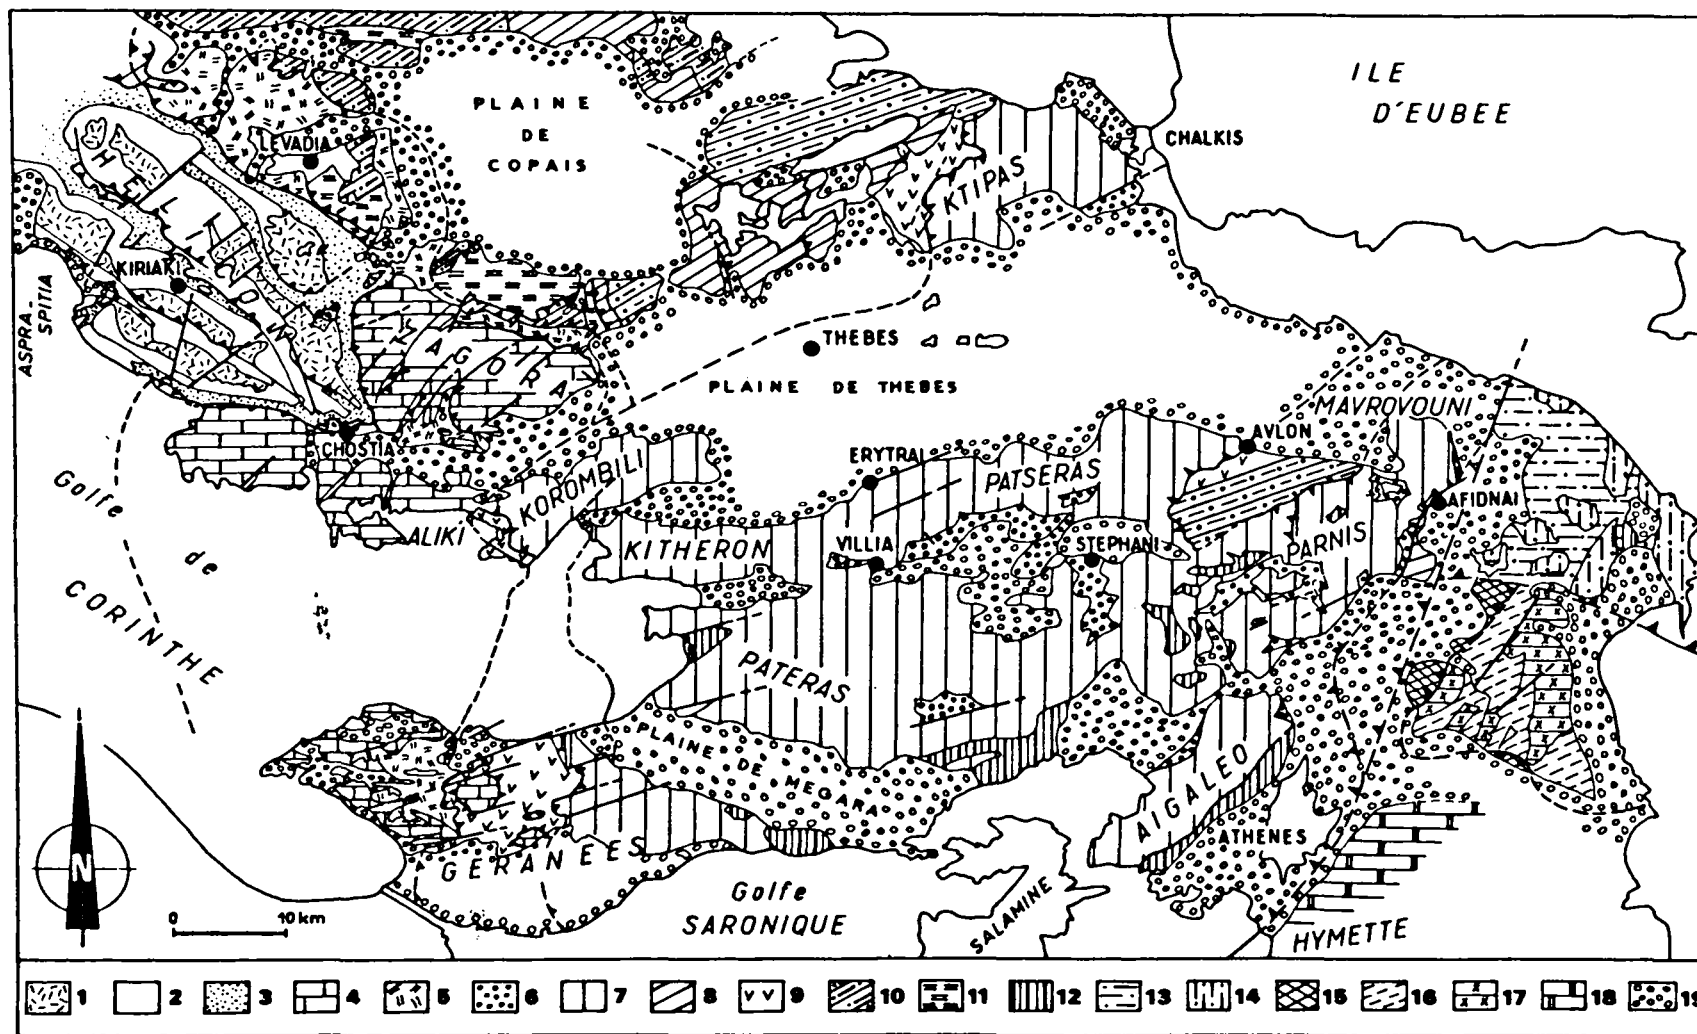 ILE
D'EUBEE
PLAINE
DE
COPAIS
CHALKIS
LEVADIA
HELICON
KTIPAS
KIRIAKI
ASPRA-
SPITIA
ZAGORA
THEBES
PLAINE DE THEBES
MAVROVOUNI
AVLON
CHOSTIA
KOROMBILI
ERYTRAI
PATSERAS
AFIDNAI
ALIKI
KITHERON
VILLIA
STEPHANI
PARNIS
Golfe
de
CORINTHE
PATERAS
PLAINE DE MEGARA
AIGALEO
ATHENES
GERANEES
Golfe
SARONIQUE
SALAMINE
HYMETTE
N
0 10 km
1 2 3 4 5 6 7 8 9 10 11 12 13 14 15 16 17 18 19